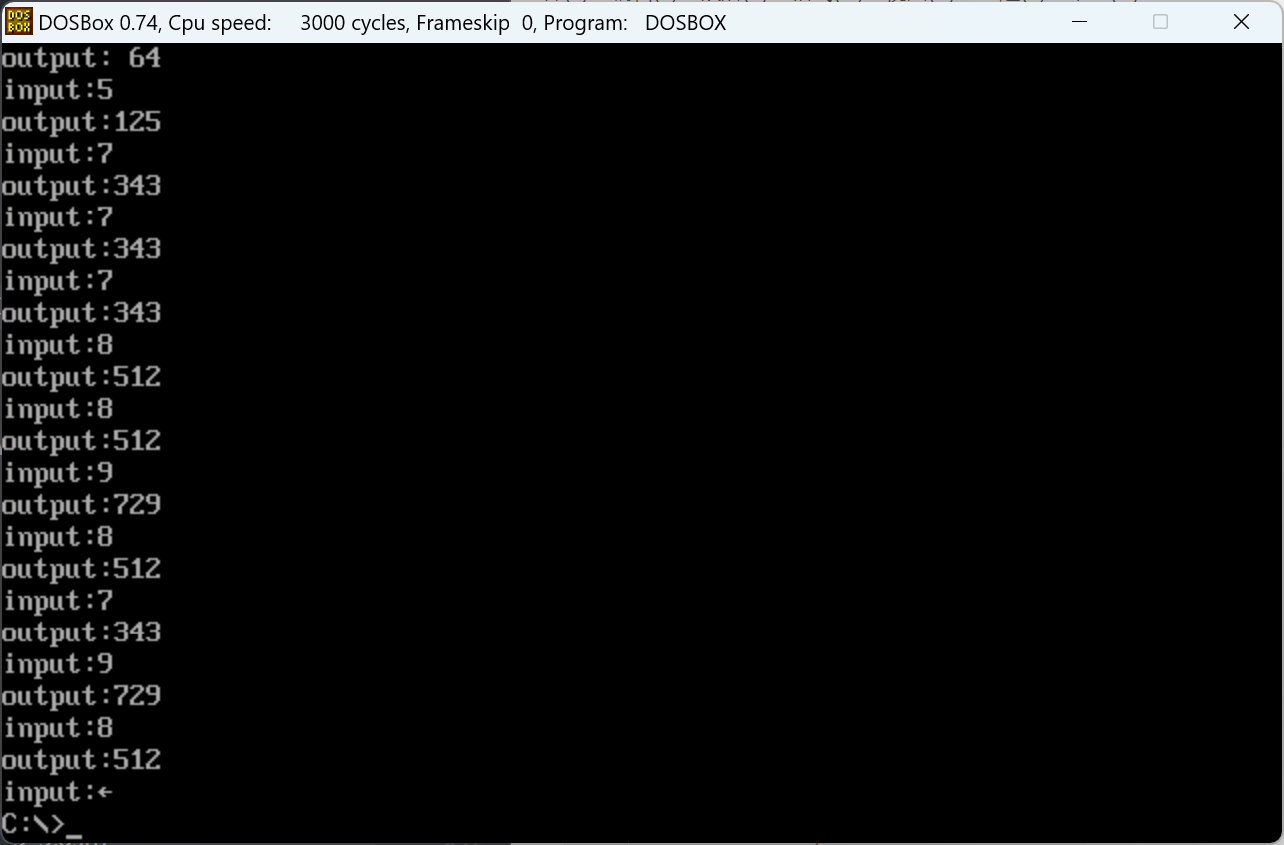 DOSBox 0.74, Cpu speed: 3000 cycles, Frameskip 0, Program: DOSBOX
output: 64
input:5
output:125
input:7
output:343
input:7
output:343
input:7
output:343
input:8
output:512
input:8
output:512
input:9
output:729
input:8
output:512
input:7
output:343
input:9
output:729
input:8
output:512
input:←
C:\>_